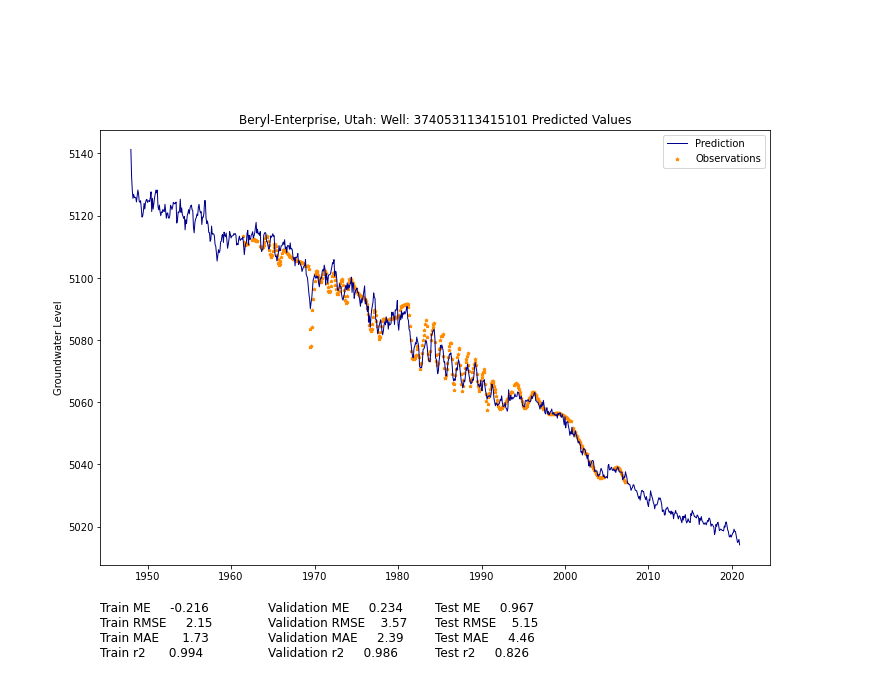 Beryl-Enterprise, Utah: Well: 374053113415101 Predicted Values
Prediction
Observations
Groundwater Level
5140
5120
5100
5080
5060
5040
5020
1950 1960 1970 1980 1990 2000 2010 2020
Train ME -0.216 Validation ME 0.234 Test ME 0.967
Train RMSE 2.15 Validation RMSE 3.57 Test RMSE 5.15
Train MAE 1.73 Validation MAE 2.39 Test MAE 4.46
Train r2 0.994 Validation r2 0.986 Test r2 0.826